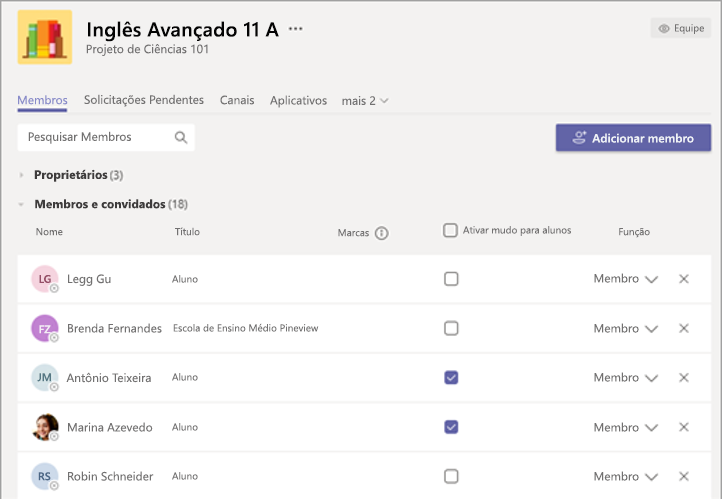 Inglês Avançado 11 A ...
Projeto de Ciências 101
Equipe
Membros Solicitações Pendentes Canais Aplicativos mais 2
Pesquisar Membros
Adicionar membro
Proprietários (3)
Membros e convidados (18)
Nome Título Marcas Ativar mudo para alunos Função
LG Legg Gu Aluno Membro
FZ Brenda Fernandes Escola de Ensino Médio Pineview Membro
JM Antônio Teixeira Aluno Membro
Marina Azevedo Aluno Membro
RS Robin Schneider Aluno Membro